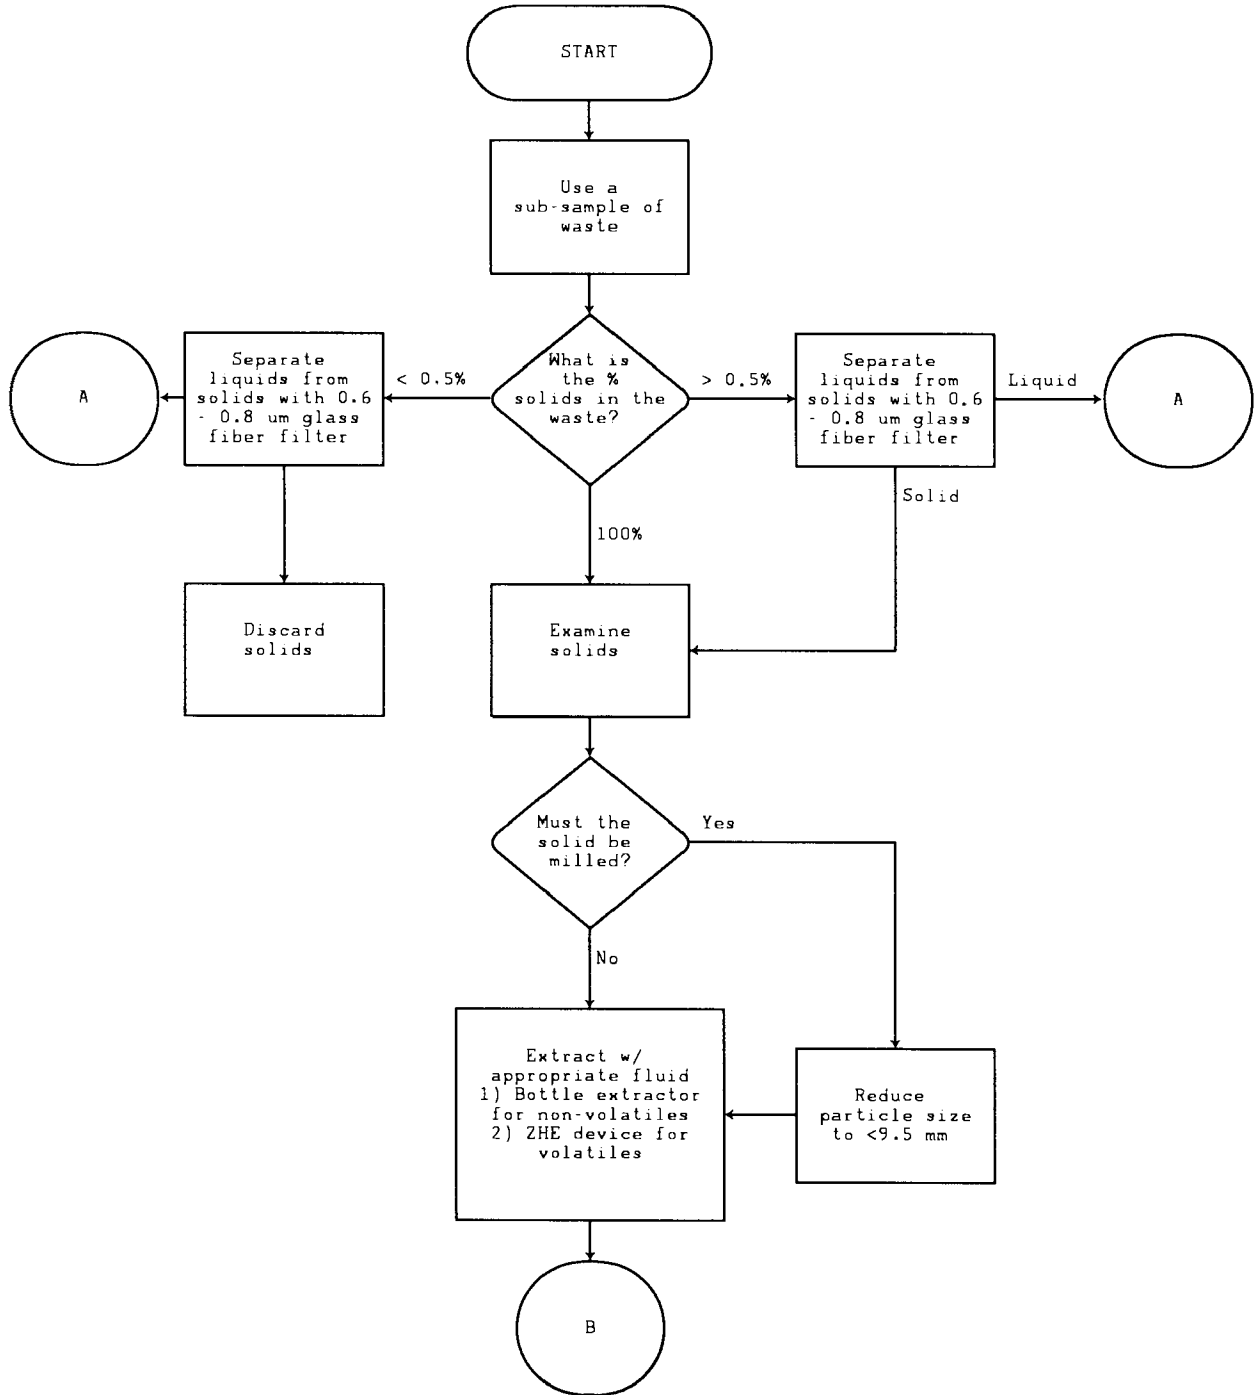 START
Use a
sub-sample of
waste
A
Separate
liquids from
solids with 0.6
- 0.8 um glass
fiber filter
< 0.5%
What is
the %
solids in the
waste?
> 0.5%
Separate
liquids from
solids with 0.6
- 0.8 um glass
fiber filter
Liquid
A
Solid
100%
Discard
solids
Examine
solids
Must the
solid be
milled?
Yes
No
Extract w/
appropriate fluid
1) Bottle extractor
for non-volatiles
2) ZHE device for
volatiles
Reduce
particle size
to <9.5 mm
B